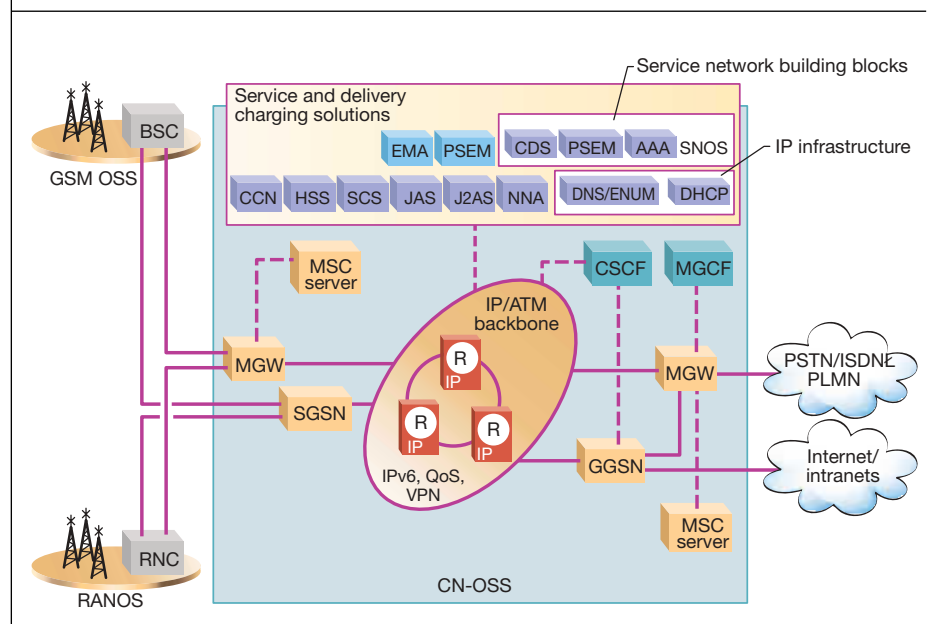 Service network building blocks
Service and delivery
charging solutions
BSC
EMA
PSEM
CDS
PSEM
AAA
SNOS
IP infrastructure
GSM OSS
CCN
HSS
SCS
JAS
J2AS
NNA
DNS/ENUM
DHCP
MSC
server
CSCF
MGCF
IP/ATM
backbone
MGW
R
IP
MGW
PSTN/ISDNŁ
PLMN
SGSN
R
IP
R
IP
GGSN
Internet/
intranets
IPv6, QoS,
VPN
MSC
server
RNC
RANOS
CN-OSS